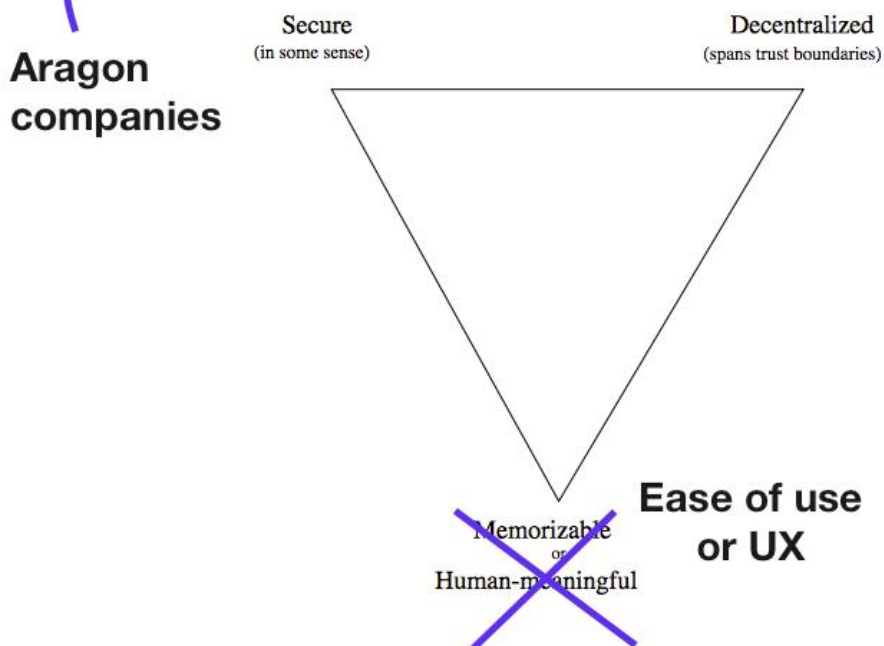 Secure
(in some sense)
Decentralized
(spans trust boundaries)
Aragon
companies
Ease of use
or UX
Memorizable
or
Human-meaningful